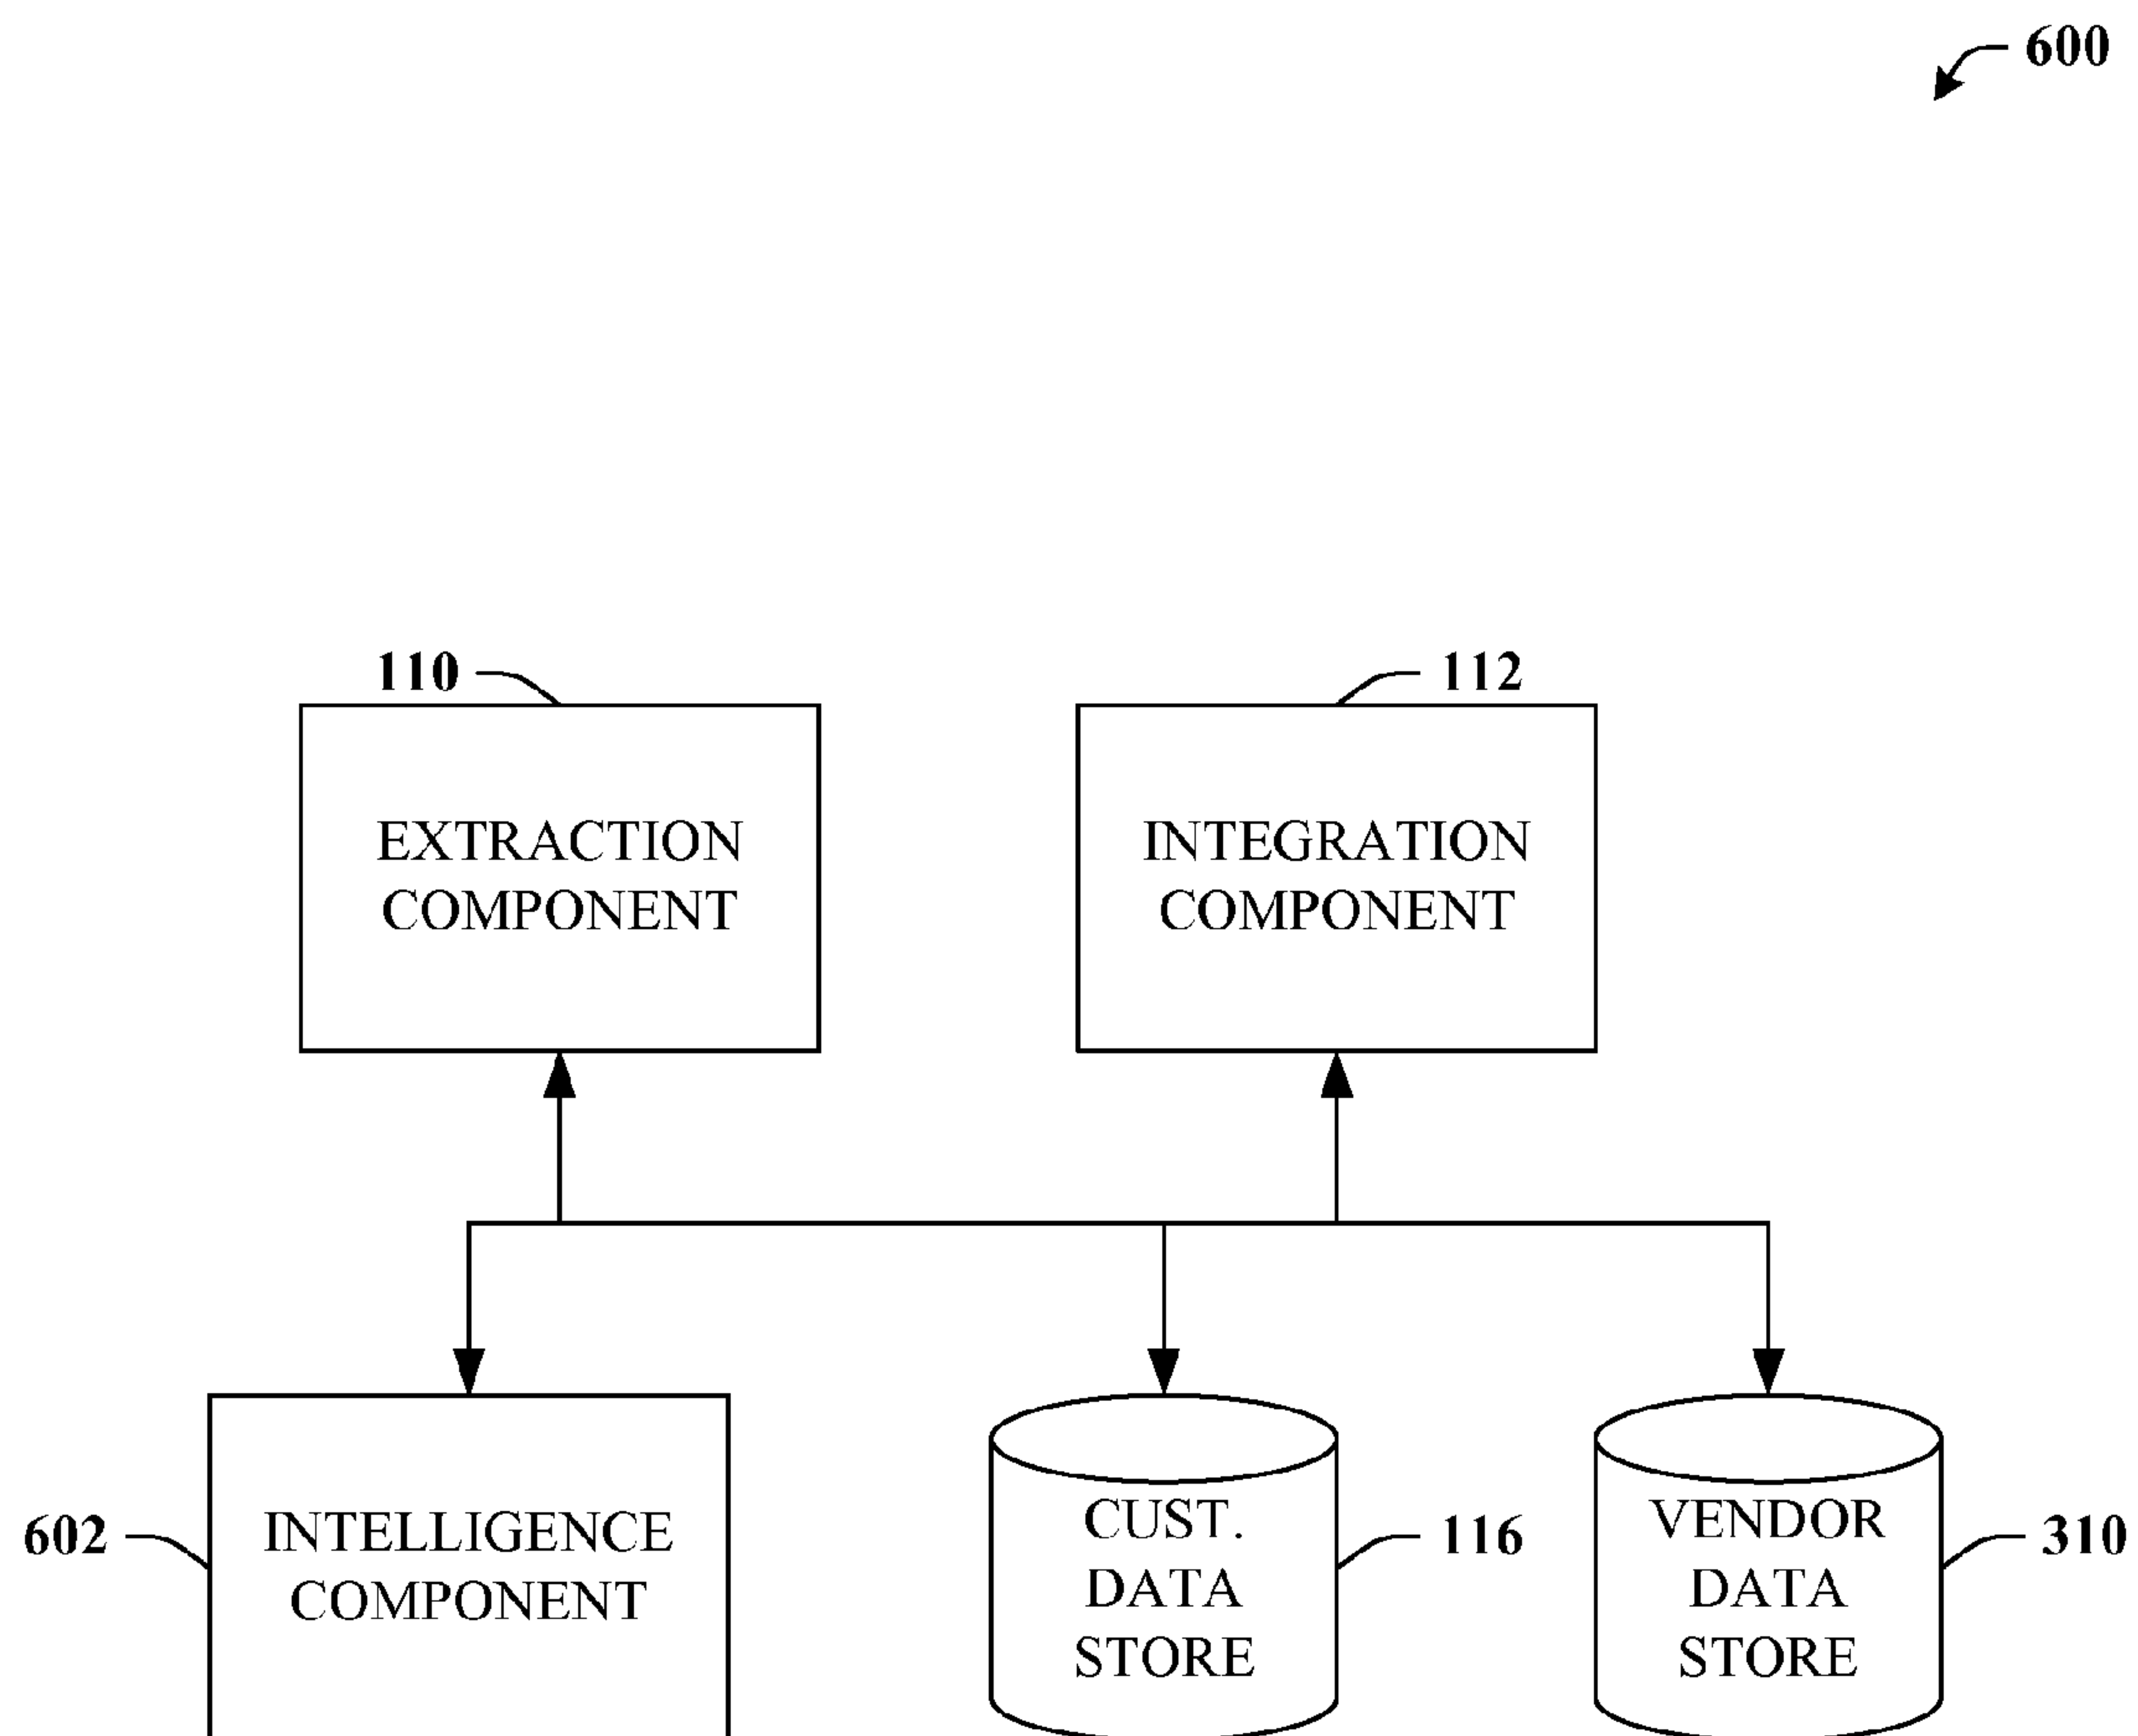 600
110
112
EXTRACTION
COMPONENT
INTEGRATION
COMPONENT
602
INTELLIGENCE
COMPONENT
CUST.
DATA
STORE
116
VENDOR
DATA
STORE
310